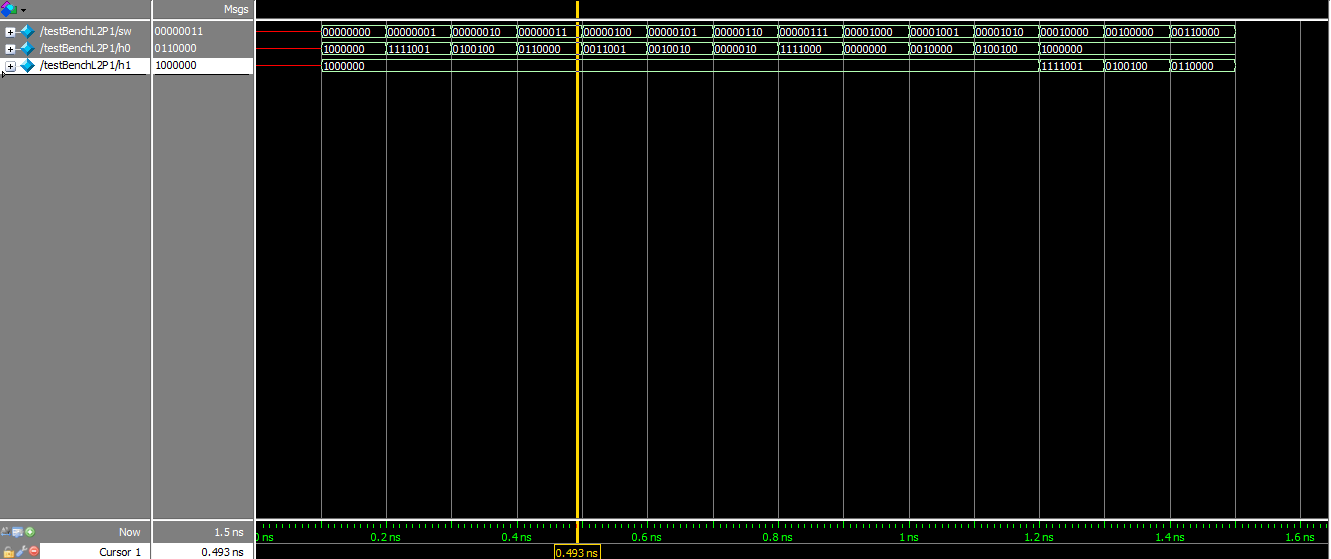 Msgs
/testBenchL2P1/sw 00000011 00000000 00000001 00000010 00000011 00000100 00000101 00000110 00000111 00001000 00001001 00001010 00010000 00100000 00110000
/testBenchL2P1/h0 0110000 1000000 1111001 0100100 0110000 0011001 0010010 0000010 1111000 0000000 0010000 0100100 1000000
/testBenchL2P1/h1 1000000 1000000 1111001 0100100 0110000
Now 1.5 ns ns 0.2 ns 0.4 ns 0.6 ns 0.8 ns 1 ns 1.2 ns 1.4 ns 1.6 ns
Cursor 1 0.493 ns 0.493 ns